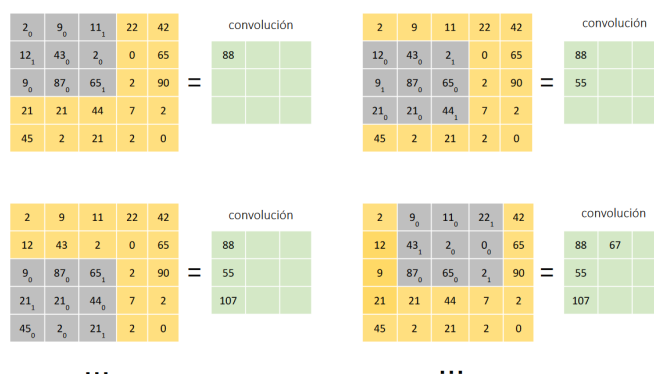 convolución
2₀ 9₀ 11₁ 22 42
12₁ 43₀ 2₀ 0 65
9₀ 87₀ 65₁ 2 90
21 21 44 7 2
45 2 21 2 0
=
88
convolución
2 9 11 22 42
12₀ 43₀ 2₁ 0 65
9₁ 87₀ 65₀ 2 90
21₀ 21₀ 44₁ 7 2
45 2 21 2 0
=
88
55
convolución
2 9 11 22 42
12 43 2 0 65
9₀ 87₀ 65₁ 2 90
21₁ 21₀ 44₀ 7 2
45₀ 2₀ 21₁ 2 0
=
88
55
107
...
convolución
2 9₀ 11₀ 22₁ 42
12 43₁ 2₀ 0₀ 65
9 87₀ 65₀ 2₁ 90
21 21 44 7 2
45 2 21 2 0
=
88 67
55
107
...